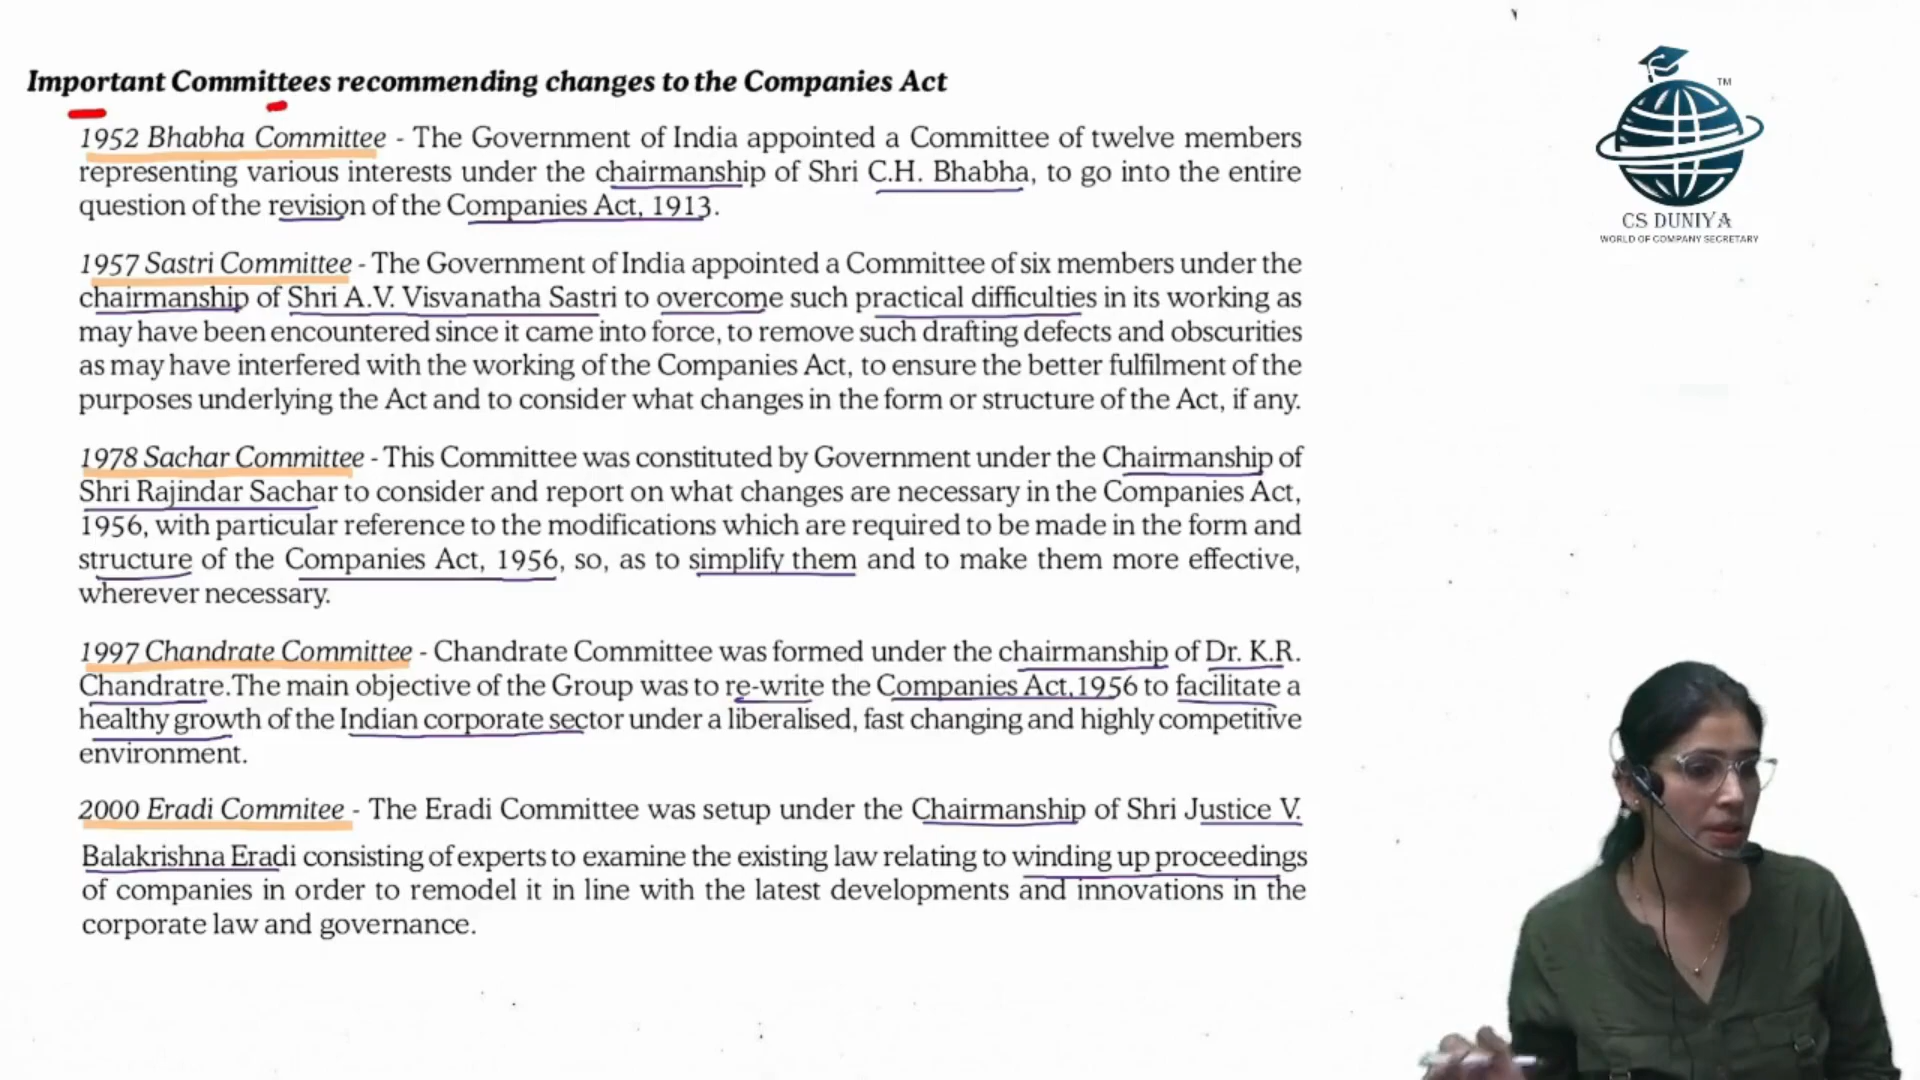 Important Committees recommending changes to the Companies Act
1952 Bhabha Committee - The Government of India appointed a Committee of twelve members
representing various interests under the chairmanship of Shri C.H. Bhabha, to go into the entire
question of the revision of the Companies Act, 1913.
1957 Sastri Committee - The Government of India appointed a Committee of six members under the
chairmanship of Shri A.V. Visvanatha Sastri to overcome such practical difficulties in its working as
may have been encountered since it came into force, to remove such drafting defects and obscurities
as may have interfered with the working of the Companies Act, to ensure the better fulfilment of the
purposes underlying the Act and to consider what changes in the form or structure of the Act, if any.
1978 Sachar Committee - This Committee was constituted by Government under the Chairmanship of
Shri Rajindar Sachar to consider and report on what changes are necessary in the Companies Act,
1956, with particular reference to the modifications which are required to be made in the form and
structure of the Companies Act, 1956, so, as to simplify them and to make them more effective,
wherever necessary.
1997 Chandrate Committee - Chandrate Committee was formed under the chairmanship of Dr. K.R.
Chandratre.The main objective of the Group was to re-write the Companies Act,1956 to facilitate a
healthy growth of the Indian corporate sector under a liberalised, fast changing and highly competitive
environment.
2000 Eradi Commitee - The Eradi Committee was setup under the Chairmanship of Shri Justice V.
Balakrishna Eradi consisting of experts to examine the existing law relating to winding up proceedings
of companies in order to remodel it in line with the latest developments and innovations in the
corporate law and governance.
TM
CS DUNIYA
WORLD OF COMPANY SECRETARY